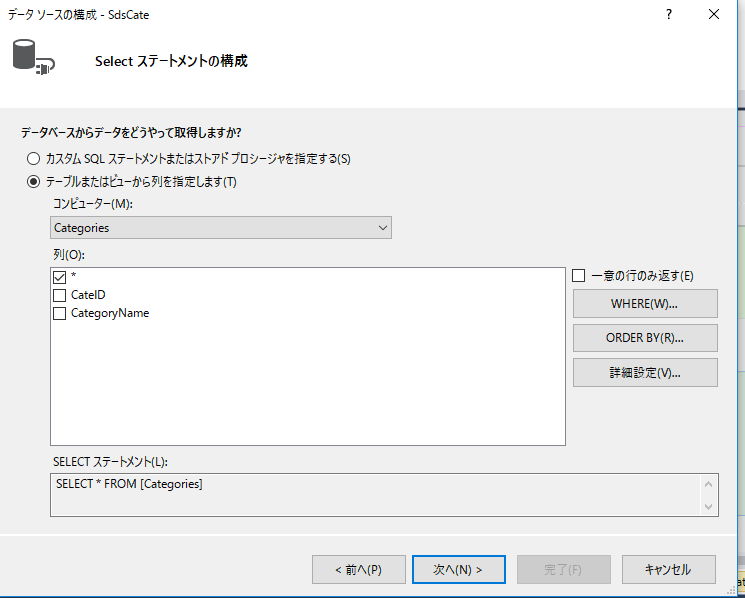 データ ソースの構成 - SdsCate
Select ステートメントの構成
データベースからデータをどうやって取得しますか?
カスタム SQL ステートメントまたはストアド プロシージャを指定する(S)
テーブルまたはビューから列を指定します(T)
コンピューター(M):
Categories
列(O):
*
CateID
CategoryName
一意の行のみ返す(E)
WHERE(W)...
ORDER BY(R)...
詳細設定(V)...
SELECT ステートメント(L):
SELECT * FROM [Categories]
< 前へ(P)
次へ(N) >
完了(F)
キャンセル